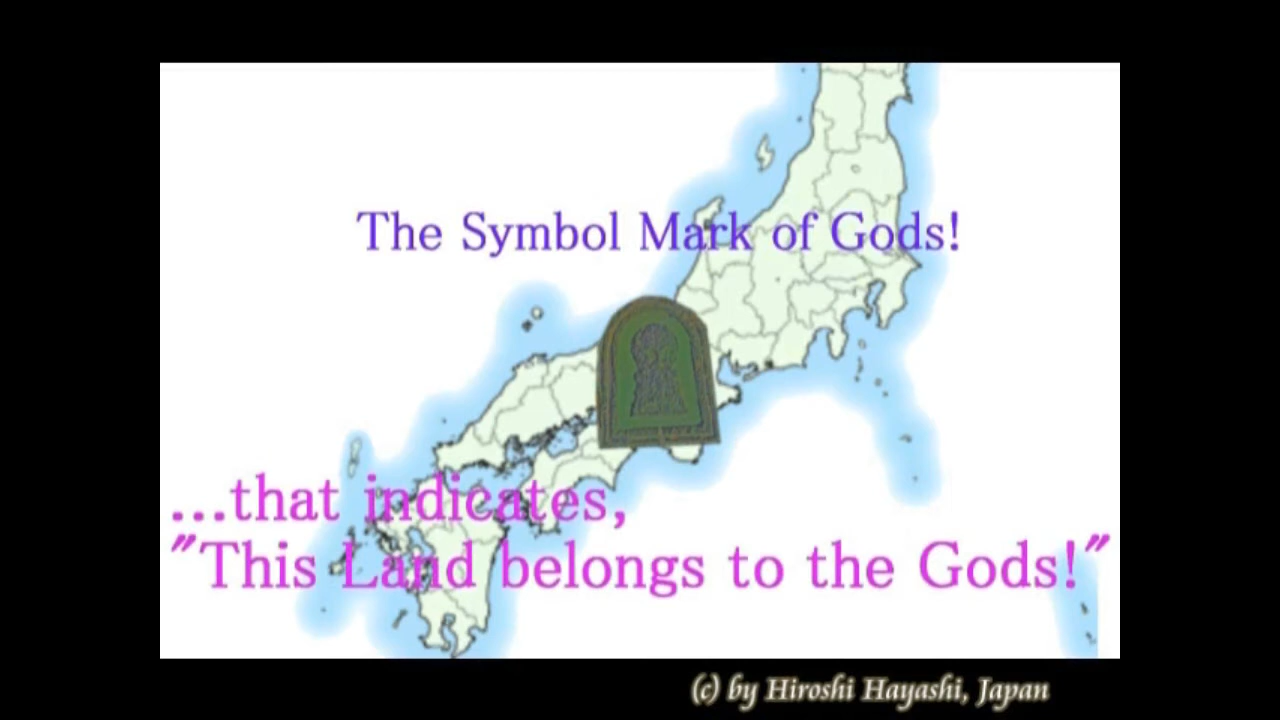 The Symbol Mark of Gods!
...that indicates,
"This Land belongs to the Gods!"
(c) by Hiroshi Hayashi, Japan